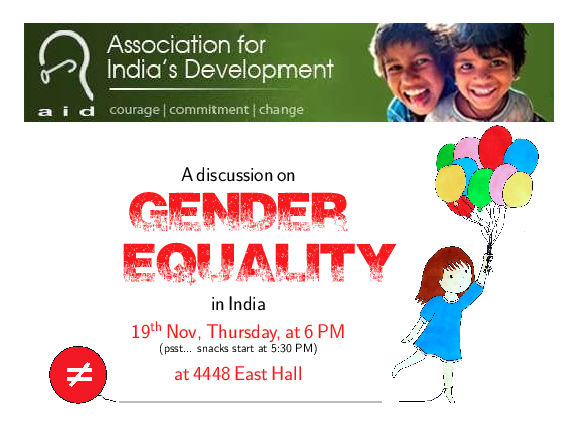 Association for
India's Development
aid
courage | commitment | change
A discussion on
GENDER
EQUALITY
in India
19th Nov, Thursday, at 6 PM
(psst... snacks start at 5:30 PM)
at 4448 East Hall
≠